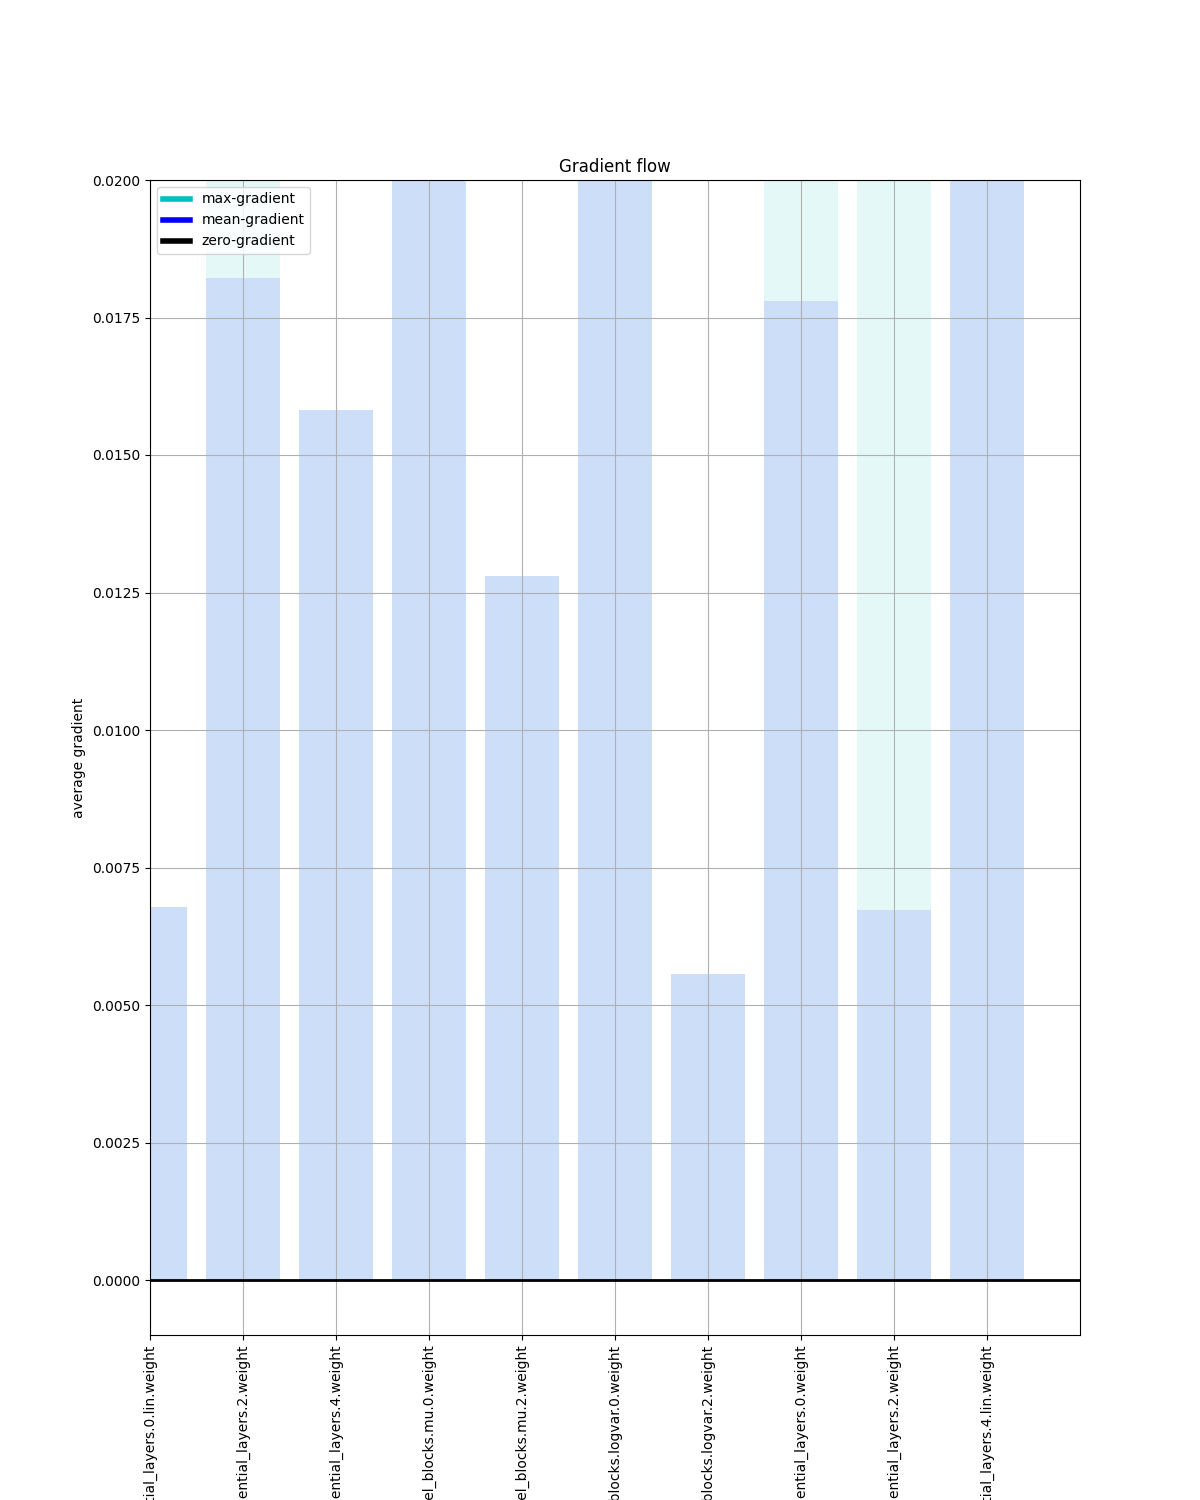 Gradient flow
max-gradient
mean-gradient
zero-gradient
0.0200
0.0175
0.0150
0.0125
0.0100
0.0075
0.0050
0.0025
0.0000
average gradient
tial_layers.0.lin.weight
ential_layers.2.weight
ential_layers.4.weight
el_blocks.mu.0.weight
el_blocks.mu.2.weight
blocks.logvar.0.weight
blocks.logvar.2.weight
ential_layers.0.weight
ential_layers.2.weight
tial_layers.4.lin.weight